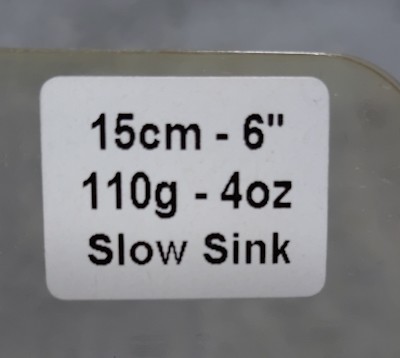 15cm - 6"
110g - 4oz
Slow Sink